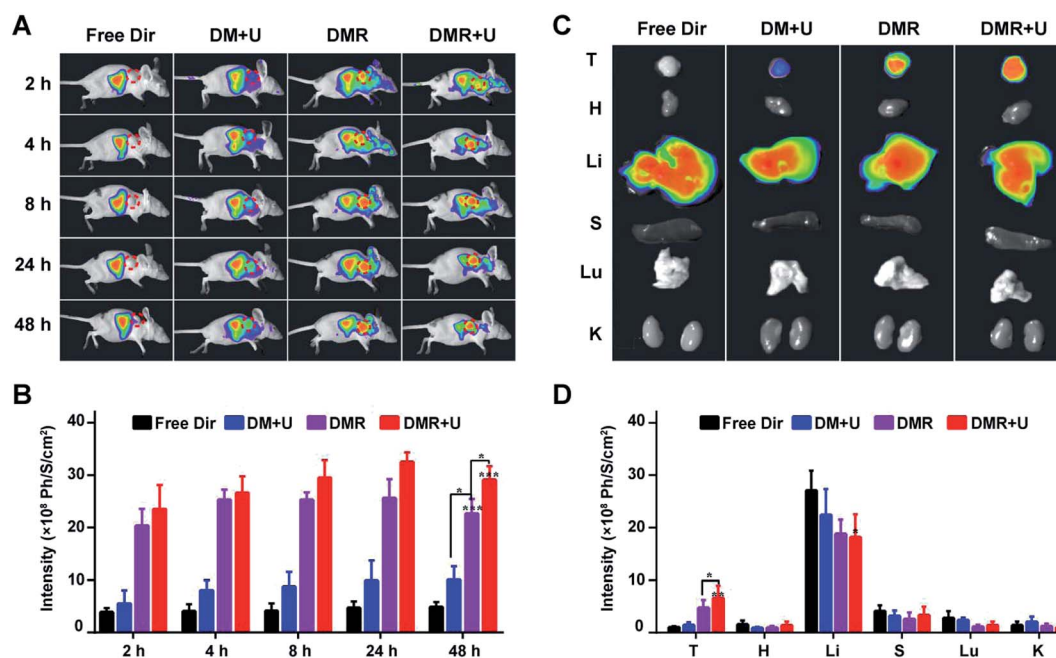 A
Free Dir DM+U DMR DMR+U
2 h
4 h
8 h
24 h
48 h
C
Free Dir DM+U DMR DMR+U
T
H
Li
S
Lu
K
B
Free Dir DM+U DMR DMR+U
Intensity (×10⁸ Ph/S/cm²)
40
30
20
10
0
* *
*** ***
2 h 4 h 8 h 24 h 48 h
D
Free Dir DM+U DMR DMR+U
Intensity (×10⁸ Ph/S/cm²)
40
30
20
10
0
*
**
*
T H Li S Lu K